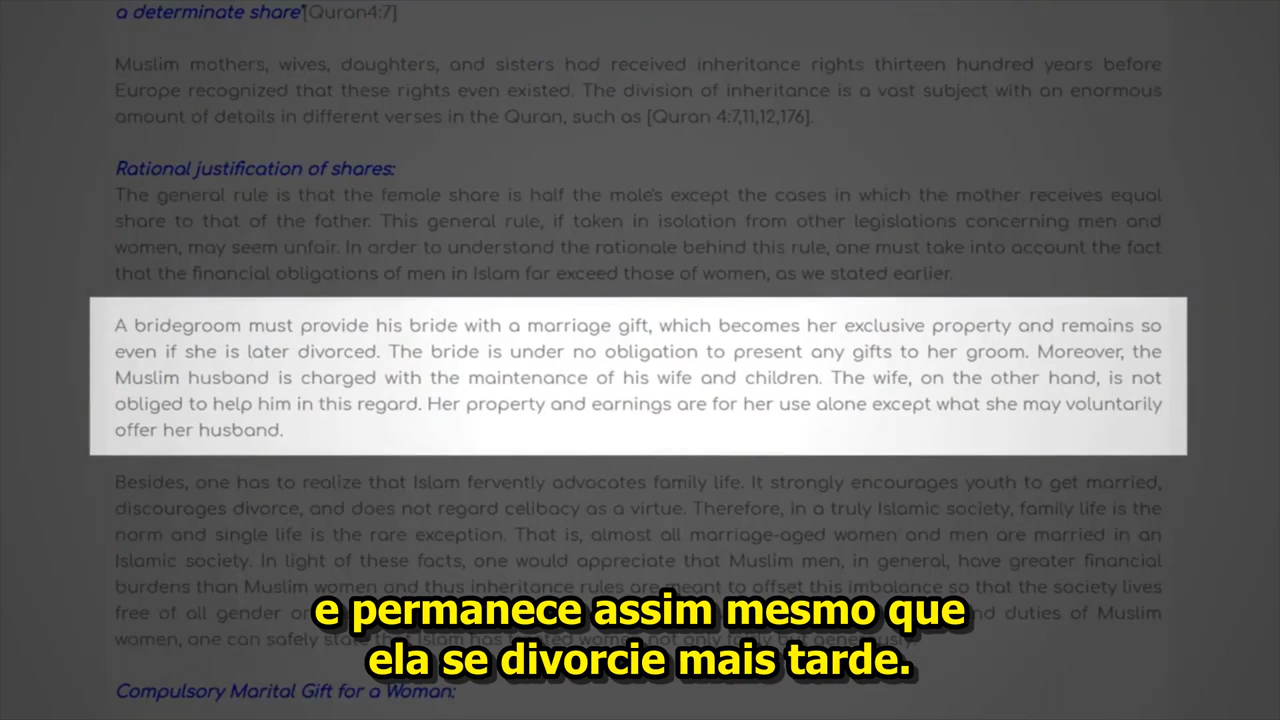 a determinate share"[Quran4:7]
Muslim mothers, wives, daughters, and sisters had received inheritance rights thirteen hundred years before
Europe recognized that these rights even existed. The division of inheritance is a vast subject with an enormous
amount of details in different verses in the Quran, such as [Quran 4:7,11,12,176].
Rational justification of shares:
The general rule is that the female share is half the male's except the cases in which the mother receives equal
share to that of the father. This general rule, if taken in isolation from other legislations concerning men and
women, may seem unfair. In order to understand the rationale behind this rule, one must take into account the fact
that the financial obligations of men in Islam far exceed those of women, as we stated earlier.
A bridegroom must provide his bride with a marriage gift, which becomes her exclusive property and remains so
even if she is later divorced. The bride is under no obligation to present any gifts to her groom. Moreover, the
Muslim husband is charged with the maintenance of his wife and children. The wife, on the other hand, is not
obliged to help him in this regard. Her property and earnings are for her use alone except what she may voluntarily
offer her husband.
Besides, one has to realize that Islam fervently advocates family life. It strongly encourages youth to get married,
discourages divorce, and does not regard celibacy as a virtue. Therefore, in a truly Islamic society, family life is the
norm and single life is the rare exception. That is, almost all marriage-aged women and men are married in an
Islamic society. In light of these facts, one would appreciate that Muslim men, in general, have greater financial
burdens than Muslim women and thus inheritance rules are meant to offset this imbalance so that the society lives
free of all gender and duties of Muslim
women, one can safely
e permanece assim mesmo que
ela se divorcie mais tarde.
Compulsory Marital Gift for a Woman: